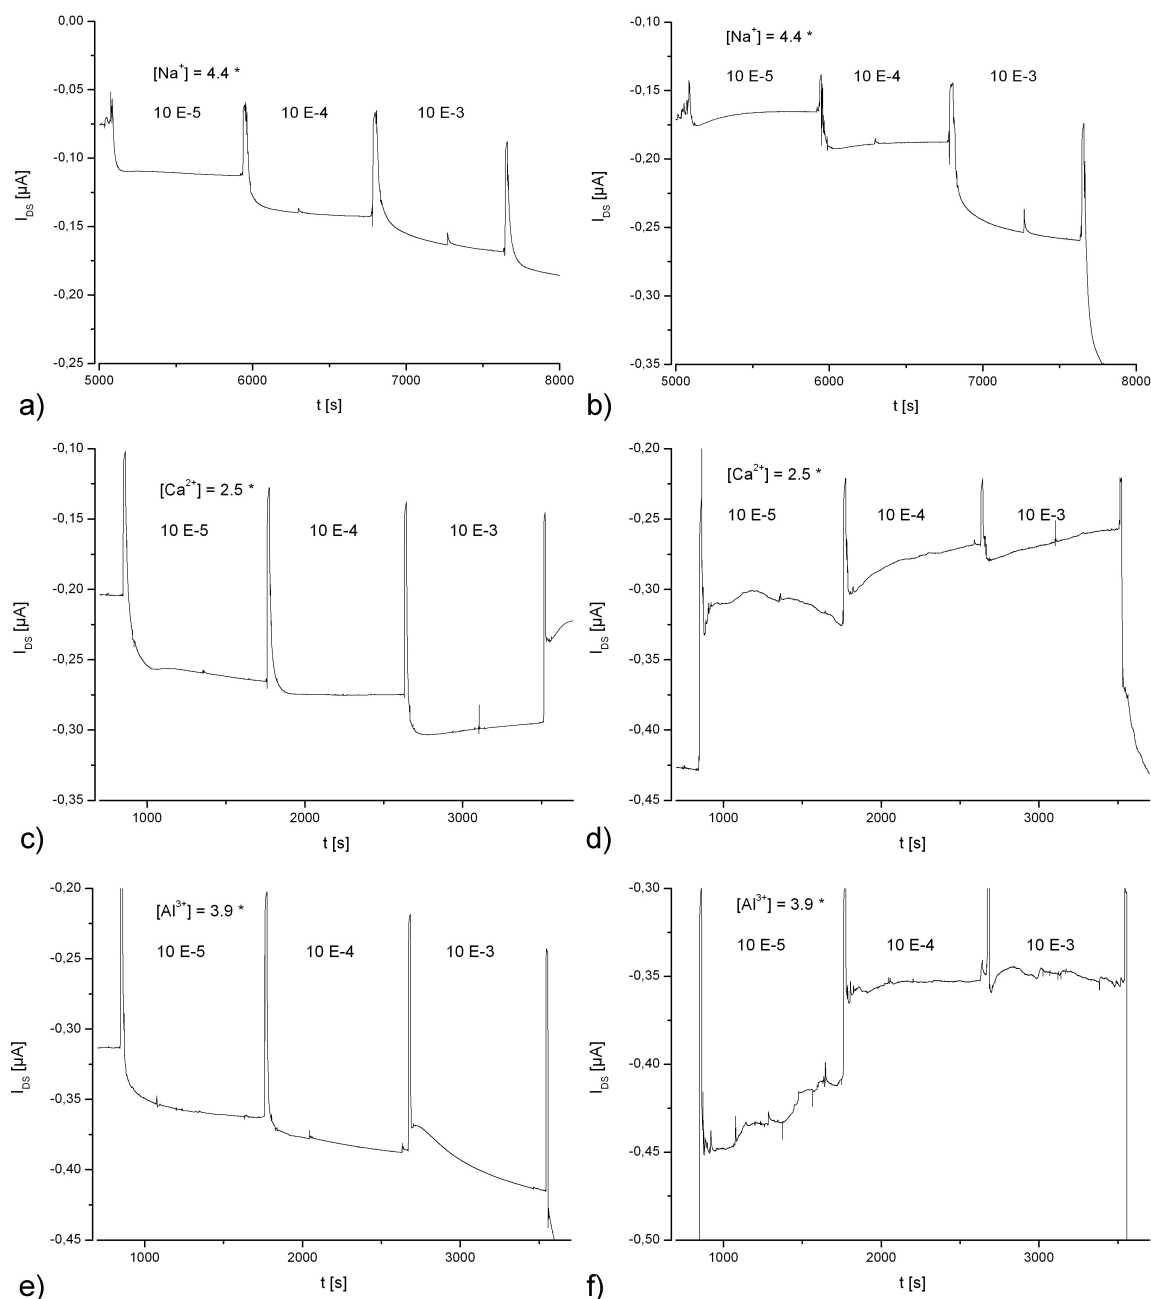 0,00
-0,05
-0,10
-0,15
-0,20
-0,25
I_DS [µA]
[Na⁺] = 4.4 *
10 E-5 10 E-4 10 E-3
5000 6000 7000 8000
t [s]
a)
-0,10
-0,15
-0,20
-0,25
-0,30
-0,35
I_DS [µA]
[Na⁺] = 4.4 *
10 E-5 10 E-4 10 E-3
5000 6000 7000 8000
t [s]
b)
-0,10
-0,15
-0,20
-0,25
-0,30
-0,35
I_DS [µA]
[Ca²⁺] = 2.5 *
10 E-5 10 E-4 10 E-3
1000 2000 3000
t [s]
c)
-0,20
-0,25
-0,30
-0,35
-0,40
-0,45
I_DS [µA]
[Ca²⁺] = 2.5 *
10 E-5 10 E-4 10 E-3
1000 2000 3000
t [s]
d)
-0,20
-0,25
-0,30
-0,35
-0,40
-0,45
I_DS [µA]
[Al³⁺] = 3.9 *
10 E-5 10 E-4 10 E-3
1000 2000 3000
t [s]
e)
-0,30
-0,35
-0,40
-0,45
-0,50
I_DS [µA]
[Al³⁺] = 3.9 *
10 E-5 10 E-4 10 E-3
1000 2000 3000
t [s]
f)